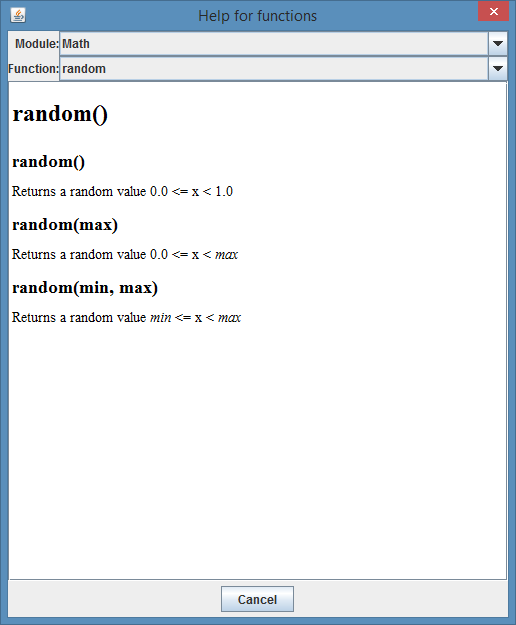 Help for functions
Module: Math
Function: random
random()
random()
Returns a random value 0.0 <= x < 1.0
random(max)
Returns a random value 0.0 <= x < max
random(min, max)
Returns a random value min <= x < max
Cancel